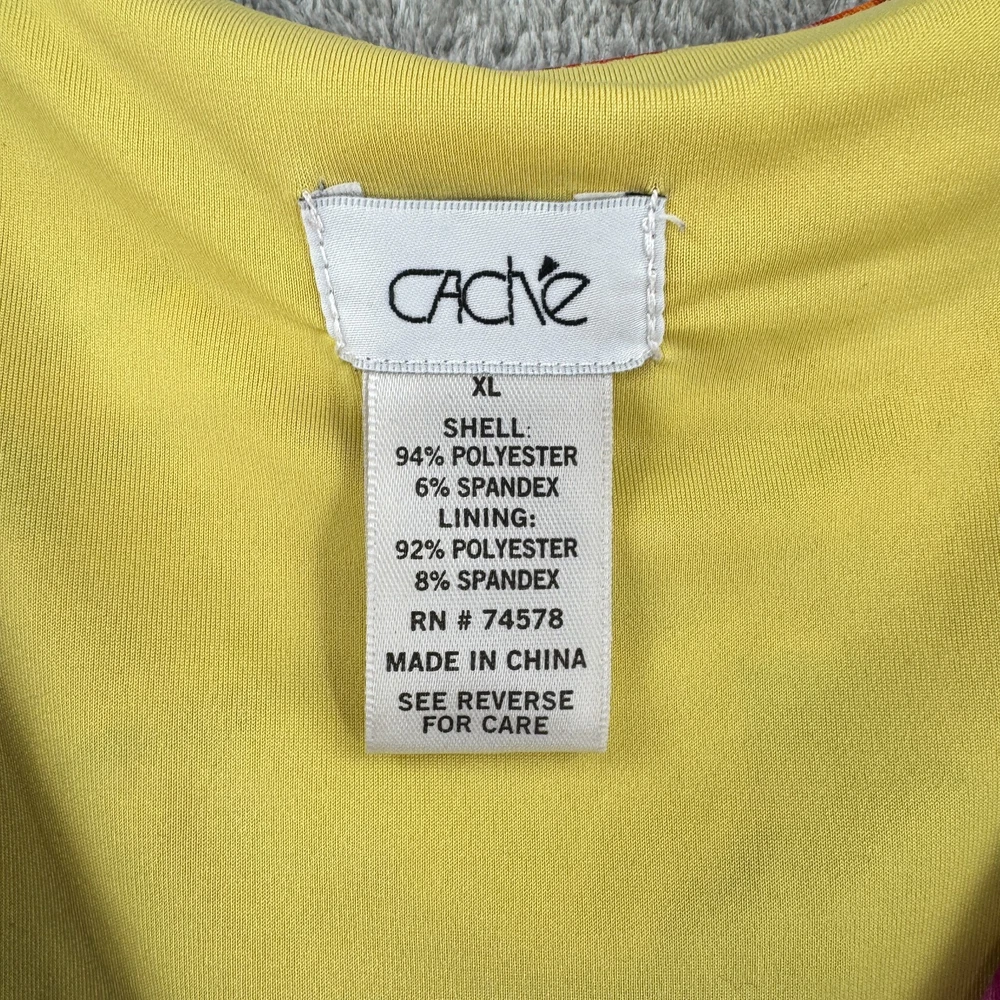 CACHÉ
XL
SHELL:
94% POLYESTER
6% SPANDEX
LINING:
92% POLYESTER
8% SPANDEX
RN # 74578
MADE IN CHINA
SEE REVERSE
FOR CARE